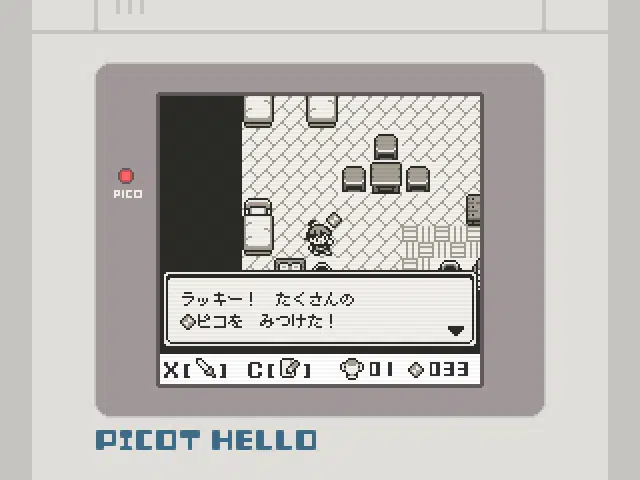 PICO
ラッキー！ たくさんの
ピコを みつけた！
X[ ] C[ ] 01 033
PICOT HELLO